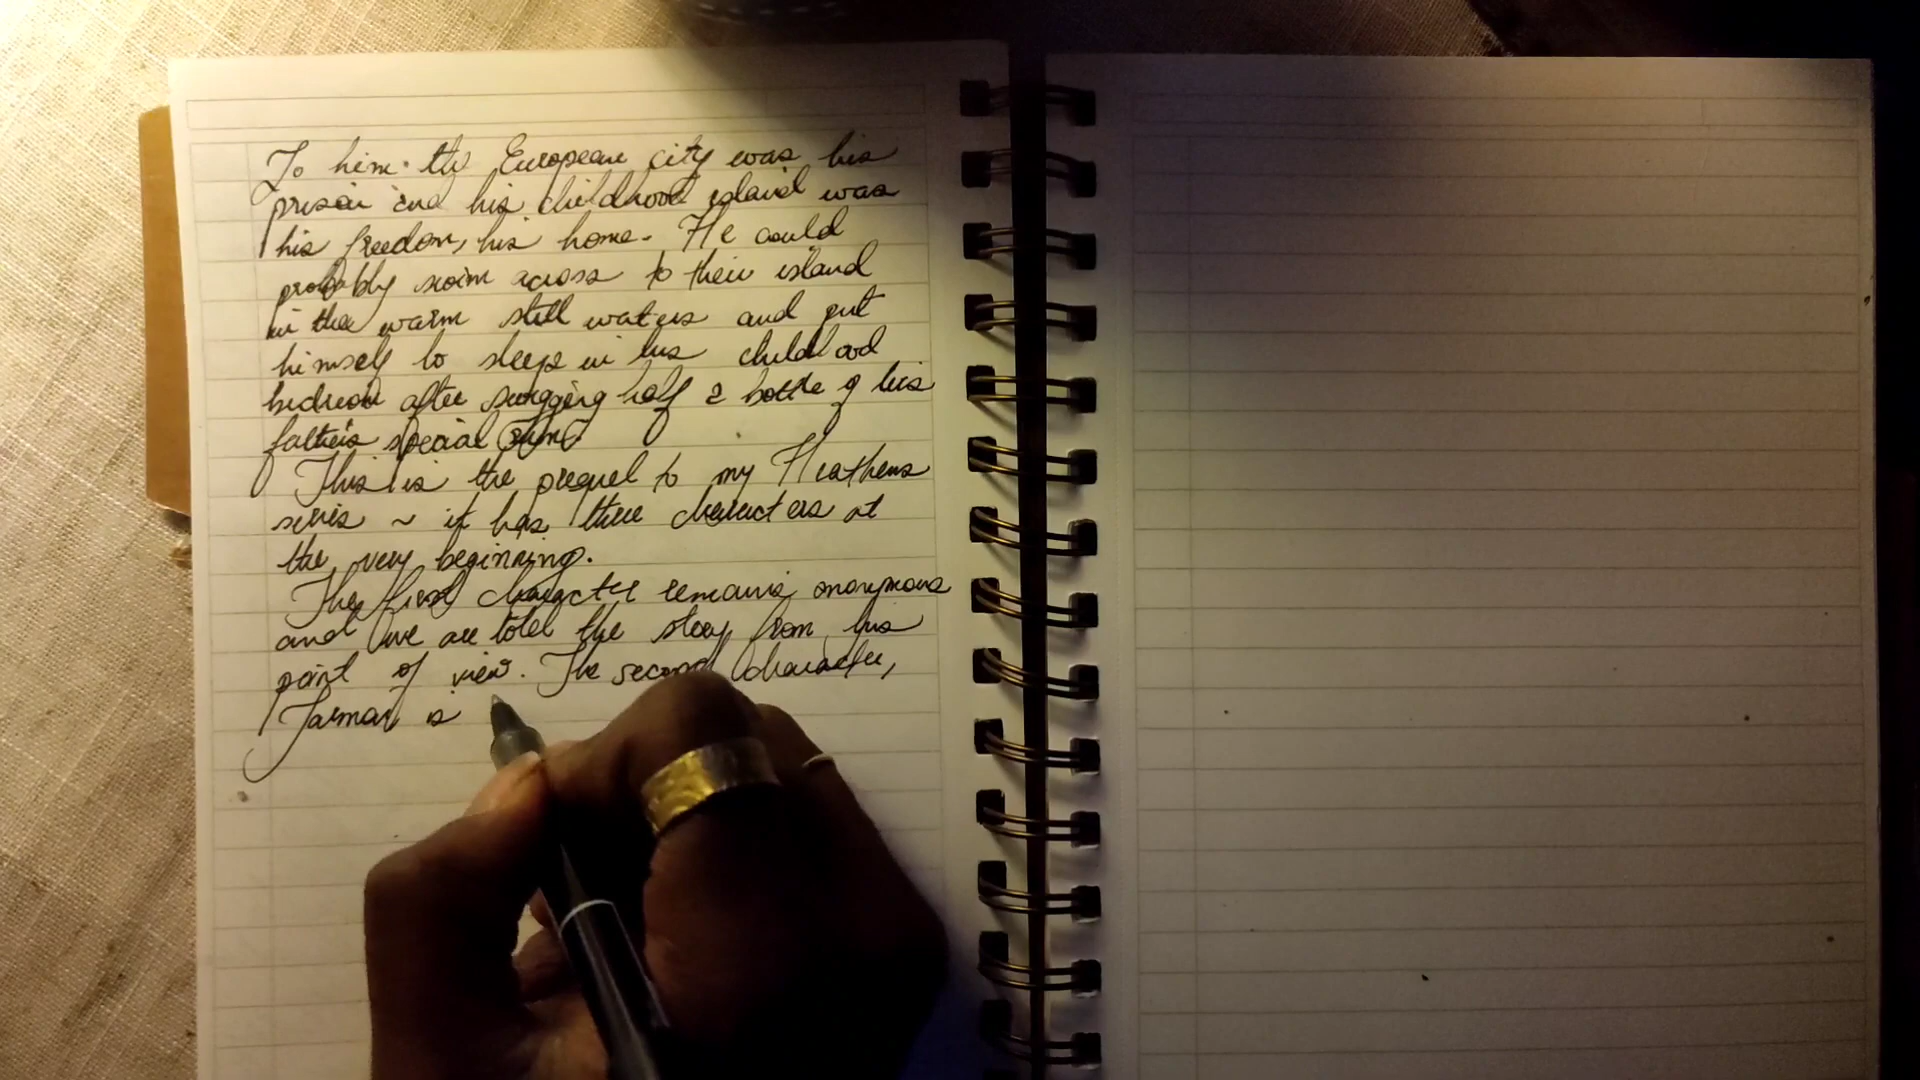 To him the European city was his
prison and his childhood island was
his freedom, his home. He could
probably swim across to their island
in the warm still waters and put
himself to sleep in his childhood
bedroom after swigging half a bottle of his
father's special rum.
This is the prequel to my Heathens
series ~ it has three characters at
the very beginning.
The first character remains anonymous
and we are told the story from his
point of view. The second character,
Jarmar is